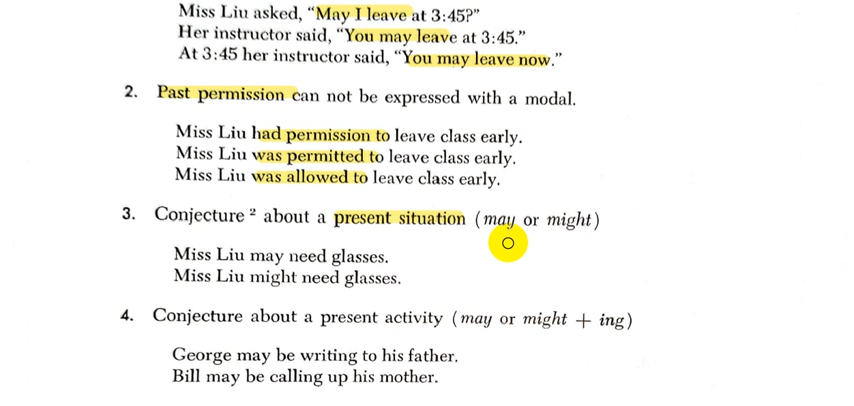 Miss Liu asked, “May I leave at 3:45?”
Her instructor said, “You may leave at 3:45.”
At 3:45 her instructor said, “You may leave now.”
2. Past permission can not be expressed with a modal.
Miss Liu had permission to leave class early.
Miss Liu was permitted to leave class early.
Miss Liu was allowed to leave class early.
3. Conjecture ² about a present situation (may or might)
Miss Liu may need glasses.
Miss Liu might need glasses.
4. Conjecture about a present activity (may or might + ing)
George may be writing to his father.
Bill may be calling up his mother.